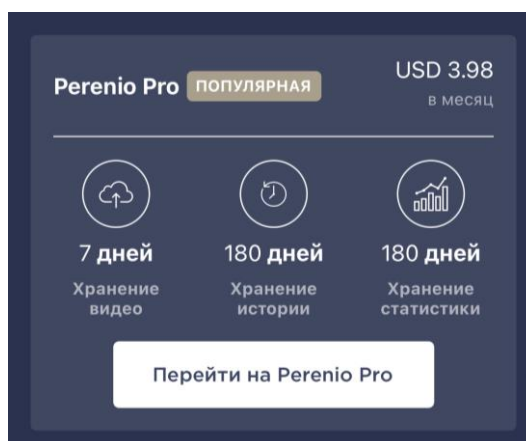 Perenio Pro ПОПУЛЯРНАЯ USD 3.98
в месяц
7 дней 180 дней 180 дней
Хранение Хранение Хранение
видео истории статистики
Перейти на Perenio Pro